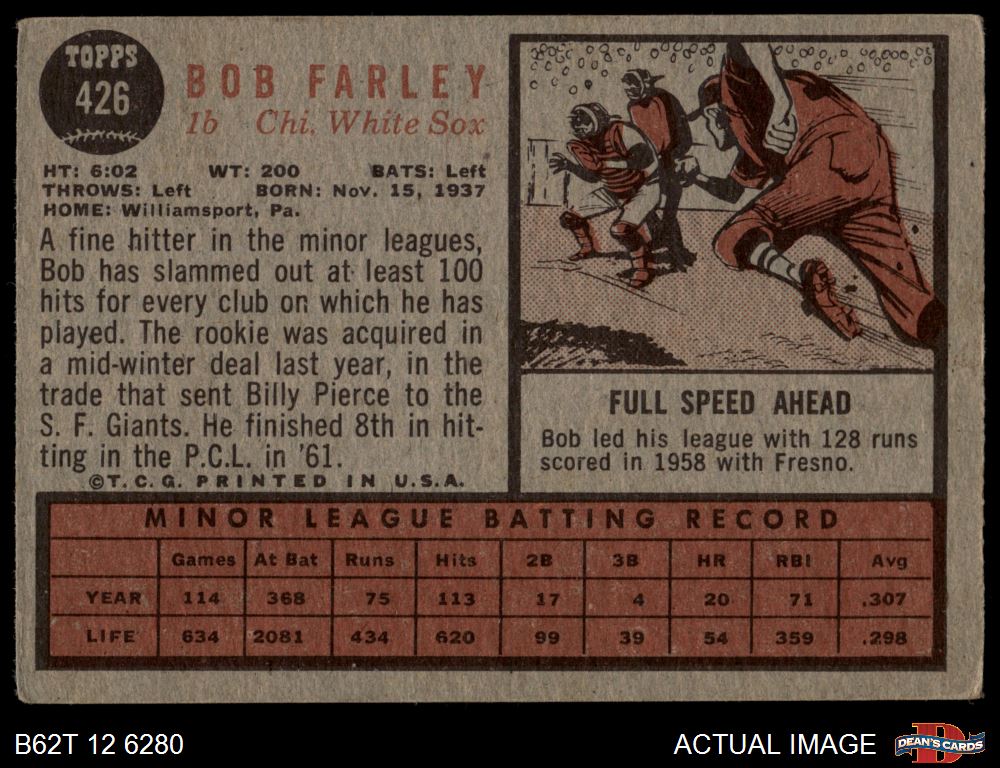 TOPPS
426
BOB FARLEY
1b Chi. White Sox
HT: 6:02 WT: 200 BATS: Left
THROWS: Left BORN: Nov. 15, 1937
HOME: Williamsport, Pa.
A fine hitter in the minor leagues,
Bob has slammed out at least 100
hits for every club on which he has
played. The rookie was acquired in
a mid-winter deal last year, in the
trade that sent Billy Pierce to the
S. F. Giants. He finished 8th in hit-
ting in the P.C.L. in '61.
©T.C.G. PRINTED IN U.S.A.
FULL SPEED AHEAD
Bob led his league with 128 runs
scored in 1958 with Fresno.
MINOR LEAGUE BATTING RECORD
Games At Bat Runs Hits 2B 3B HR RBI Avg
YEAR 114 368 75 113 17 4 20 71 .307
LIFE 634 2081 434 620 99 39 54 359 .298
B62T 12 6280 ACTUAL IMAGE D DEAN'S CARDS